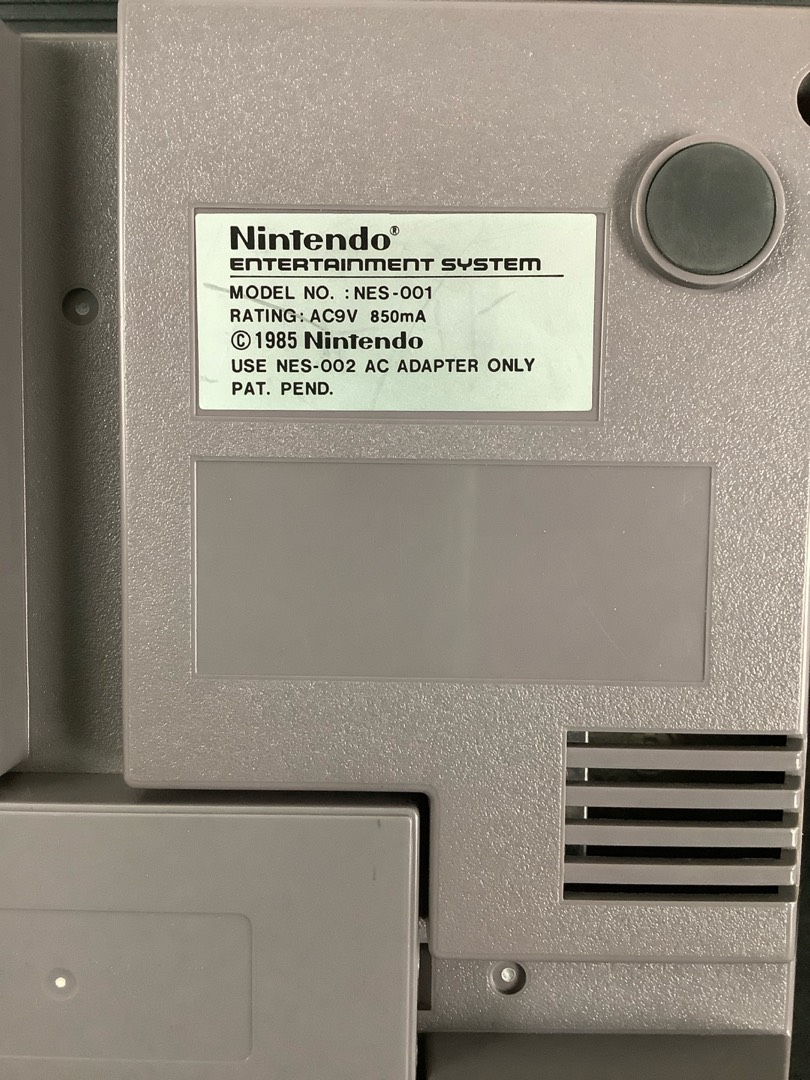 Nintendo®
ENTERTAINMENT SYSTEM
MODEL NO. : NES-001
RATING: AC9V 850mA
©1985 Nintendo
USE NES-002 AC ADAPTER ONLY
PAT. PEND.